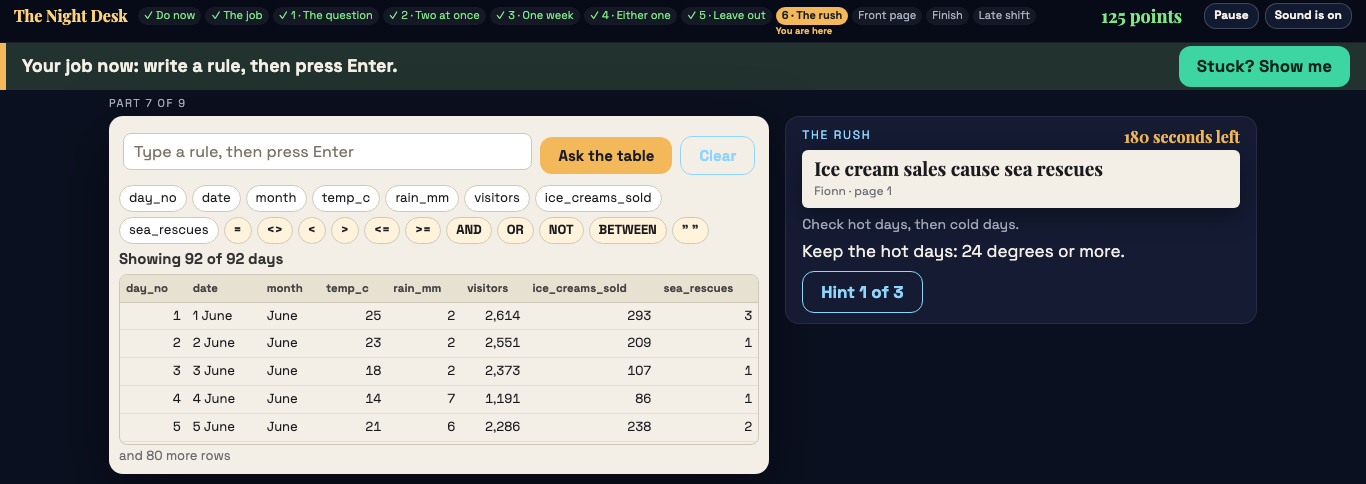 The Night Desk
✓ Do now
✓ The job
✓ 1 · The question
✓ 2 · Two at once
✓ 3 · One week
✓ 4 · Either one
✓ 5 · Leave out
6 · The rush
You are here
Front page
Finish
Late shift
125 points
Pause
Sound is on
Your job now: write a rule, then press Enter.
Stuck? Show me
PART 7 OF 9
Type a rule, then press Enter
Ask the table
Clear
day_no date month temp_c rain_mm visitors ice_creams_sold
sea_rescues = <> < > <= >= AND OR NOT BETWEEN " "
Showing 92 of 92 days
day_no date month temp_c rain_mm visitors ice_creams_sold sea_rescues
1 1 June June 25 2 2,614 293 3
2 2 June June 23 2 2,551 209 1
3 3 June June 18 2 2,373 107 1
4 4 June June 14 7 1,191 86 1
5 5 June June 21 6 2,286 238 2
and 80 more rows
THE RUSH
180 seconds left
Ice cream sales cause sea rescues
Fionn · page 1
Check hot days, then cold days.
Keep the hot days: 24 degrees or more.
Hint 1 of 3